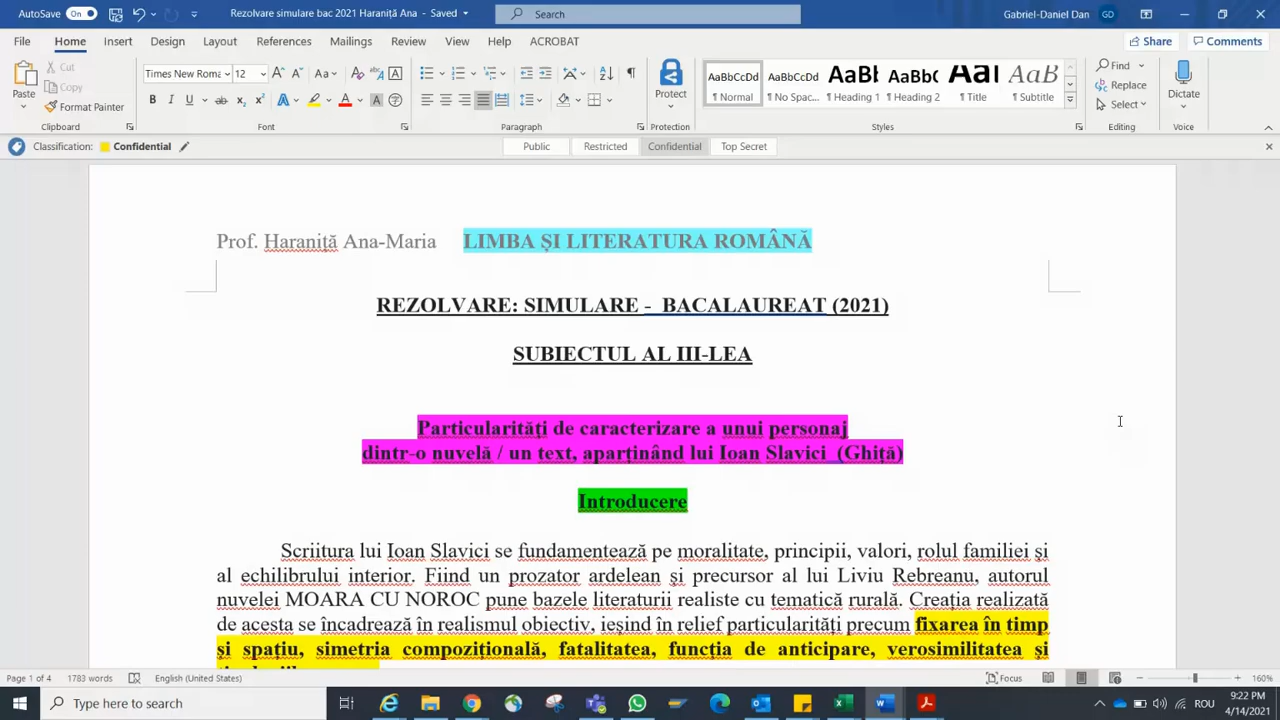 AutoSave On Rezolvare simulare bac 2021 Haraniță Ana - Saved Search Gabriel-Daniel Dan GD
File Home Insert Design Layout References Mailings Review View Help ACROBAT Share Comments
Paste Cut Copy Format Painter
Times New Roma 12 Aa
B I U ab x₂ x² A A A
AaBbCcDd AaBbCcDd AaBb( AaBbCc AaB AaB
¶ Normal ¶ No Spac... ¶ Heading 1 ¶ Heading 2 ¶ Title ¶ Subtitle
Protect Find Replace Select Dictate
Clipboard Font Paragraph Protection Styles Editing Voice
Classification: Confidential Public Restricted Confidential Top Secret
Prof. Haraniță Ana-Maria LIMBA ȘI LITERATURA ROMÂNĂ
REZOLVARE: SIMULARE - BACALAUREAT (2021)
SUBIECTUL AL III-LEA
Particularități de caracterizare a unui personaj
dintr-o nuvelă / un text, aparținând lui Ioan Slavici (Ghiță)
Introducere
Scriitura lui Ioan Slavici se fundamentează pe moralitate, principii, valori, rolul familiei și
al echilibrului interior. Fiind un prozator ardelean și precursor al lui Liviu Rebreanu, autorul
nuvelei MOARA CU NOROC pune bazele literaturii realiste cu tematică rurală. Creația realizată
de acesta se încadrează în realismul obiectiv, ieșind în relief particularități precum fixarea în timp
și spațiu, simetria compozițională, fatalitatea, funcția de anticipare, verosimilitatea și
Page 1 of 4 1783 words English (United States) Focus 160%
Type here to search ROU 9:22 PM
4/14/2021